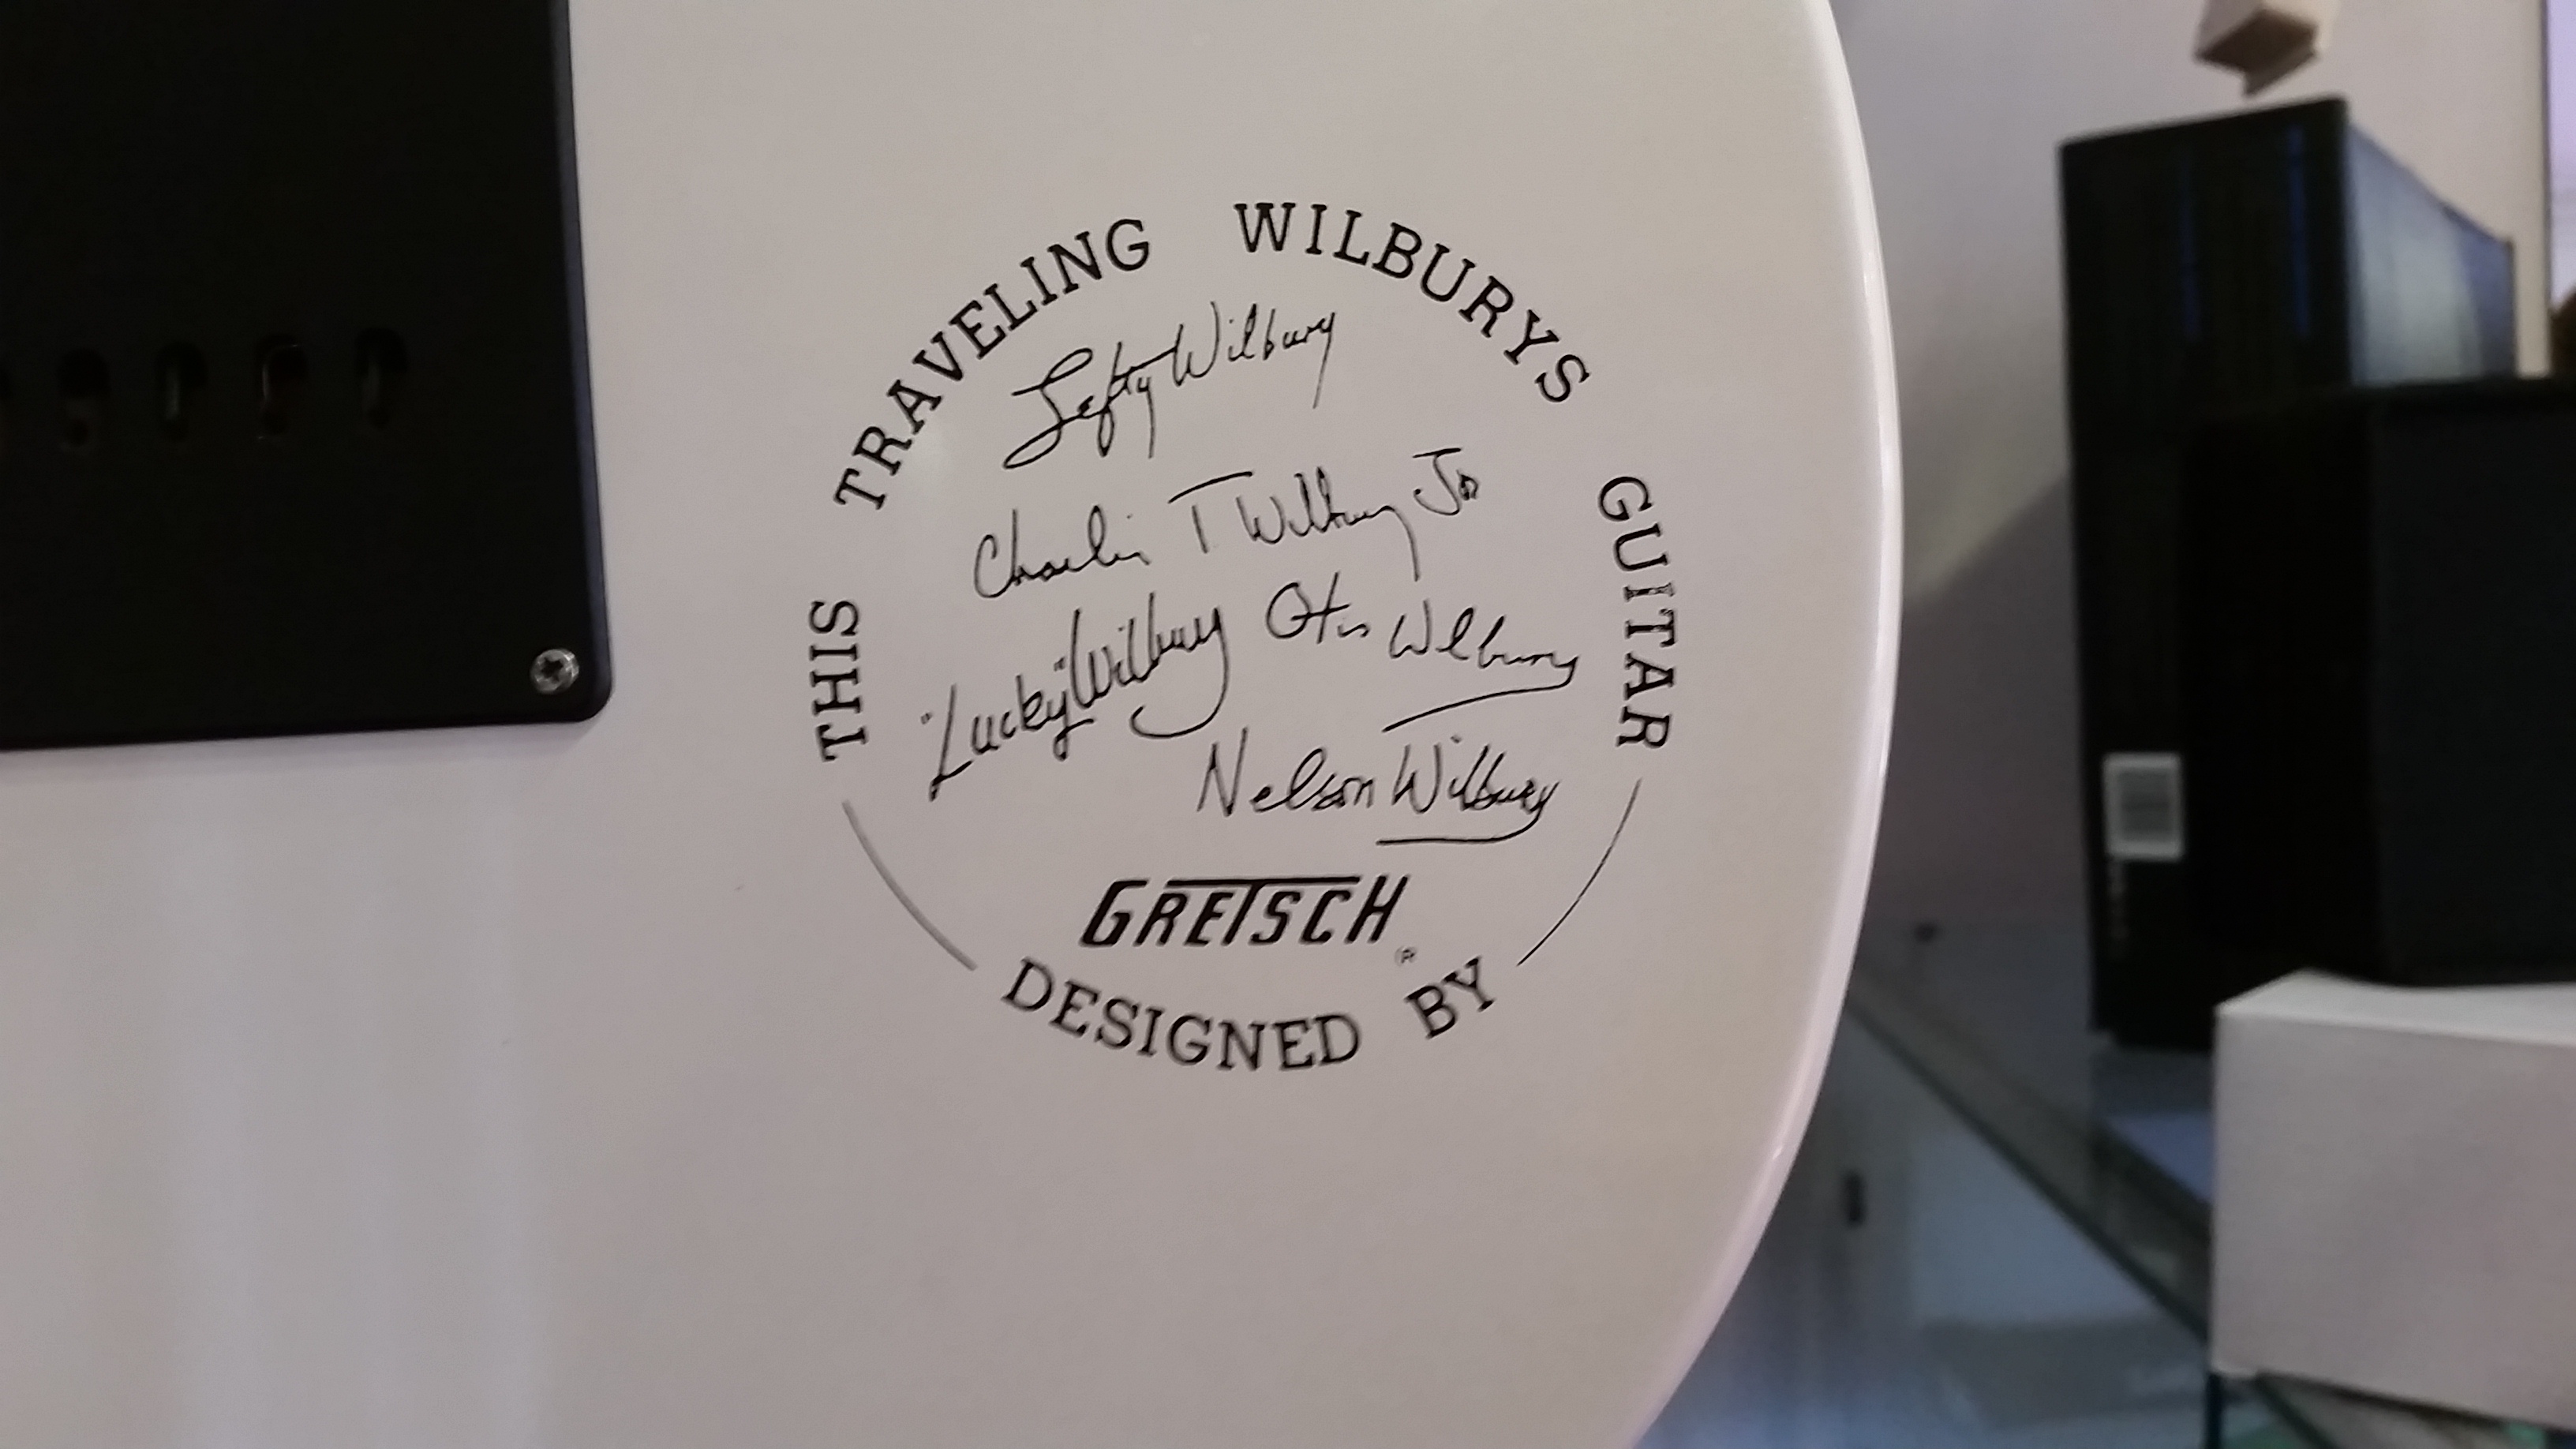 THIS TRAVELING WILBURYS GUITAR
Lefty Wilbury
Charlie T Wilbury Jr
"Lucky" Wilbury
Otis Wilbury
Nelson Wilbury
GRETSCH®
DESIGNED BY